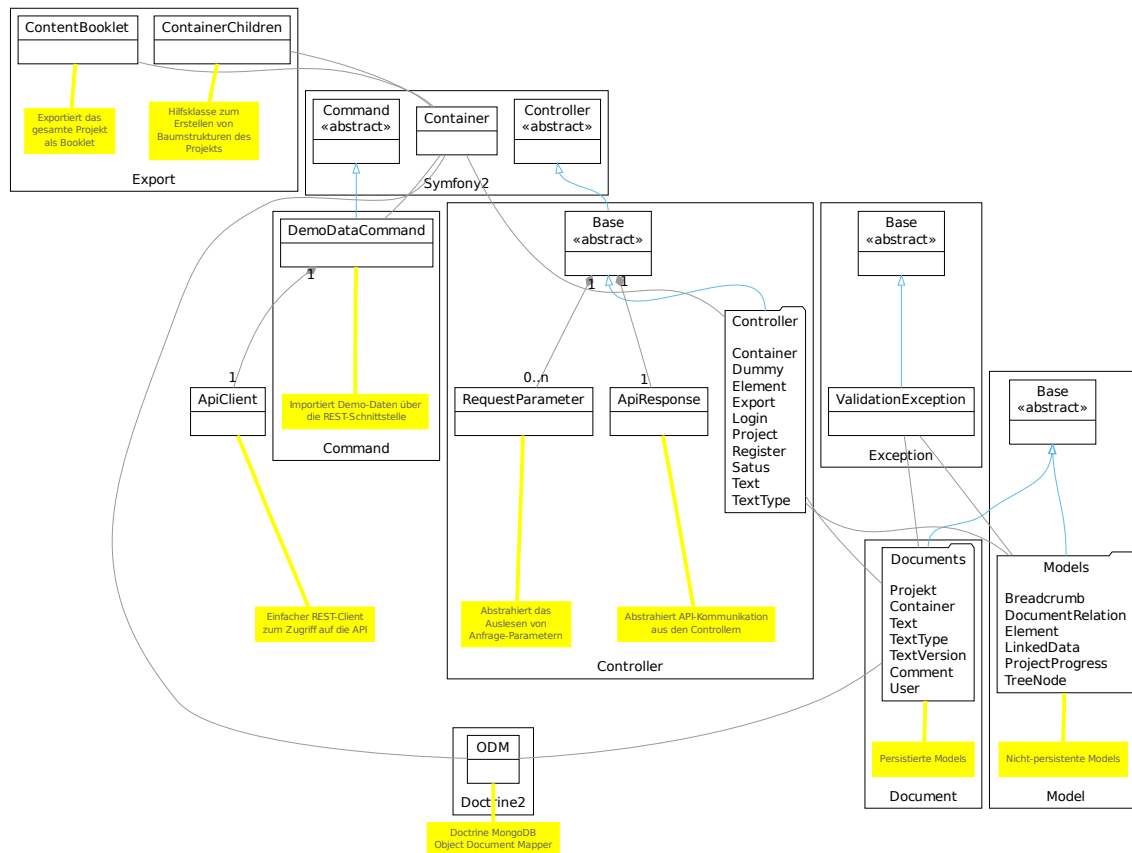 ContentBooklet
ContainerChildren
Exportiert das
gesamte Projekt
als Booklet
Hilfsklasse zum
Erstellen von
Baumstrukturen des
Projekts
Export
Command
«abstract»
Container
Controller
«abstract»
Symfony2
DemoDataCommand
1
1
ApiClient
Importiert Demo-Daten über
die REST-Schnittstelle
Command
Einfacher REST-Client
zum Zugriff auf die API
Base
«abstract»
1
1
0..n
1
RequestParameter
ApiResponse
Controller
Container
Dummy
Element
Export
Login
Project
Register
Satus
Text
TextType
Abstrahiert das
Auslesen von
Anfrage-Parametern
Abstrahiert API-Kommunikation
aus den Controllern
Controller
Base
«abstract»
ValidationException
Exception
Base
«abstract»
Documents
Projekt
Container
Text
TextType
TextVersion
Comment
User
Persistierte Models
Document
Models
Breadcrumb
DocumentRelation
Element
LinkedData
ProjectProgress
TreeNode
Nicht-persistente Models
Model
ODM
Doctrine2
Doctrine MongoDB
Object Document Mapper